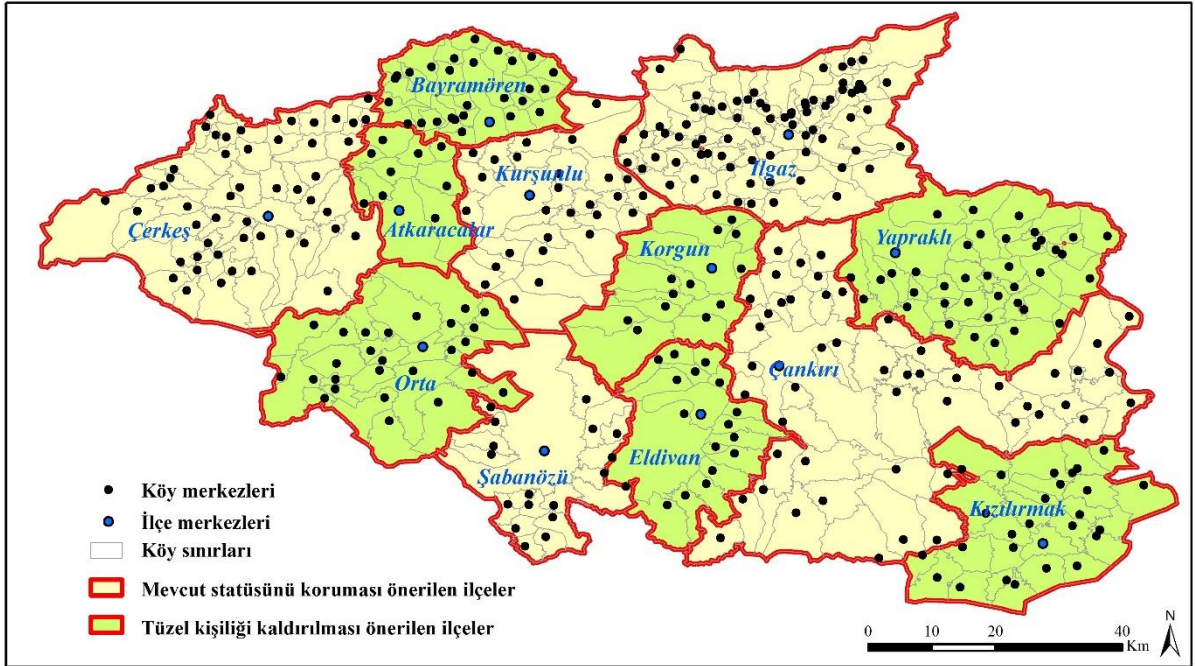 Bayramören
Kurşunlu
Ilgaz
Çerkeş
Atkaracalar
Korgun
Yapraklı
Orta
Çankırı
Eldivan
Şabanözü
Kızılırmak
Köy merkezleri
İlçe merkezleri
Köy sınırları
Mevcut statüsünü koruması önerilen ilçeler
Tüzel kişiliği kaldırılması önerilen ilçeler
0 10 20 40
Km
N